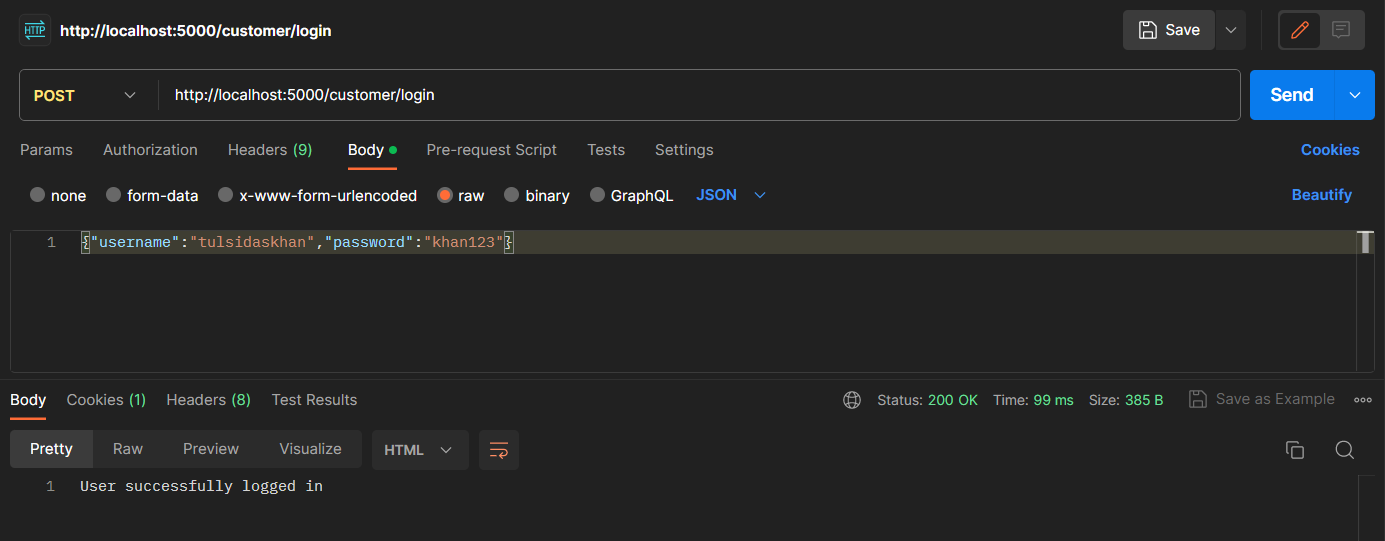 HTTP http://localhost:5000/customer/login Save
POST http://localhost:5000/customer/login Send
Params Authorization Headers (9) Body Pre-request Script Tests Settings Cookies
none form-data x-www-form-urlencoded raw binary GraphQL JSON Beautify
1 {"username":"tulsidaskhan","password":"khan123"}
Body Cookies (1) Headers (8) Test Results Status: 200 OK Time: 99 ms Size: 385 B Save as Example
Pretty Raw Preview Visualize HTML
1 User successfully logged in